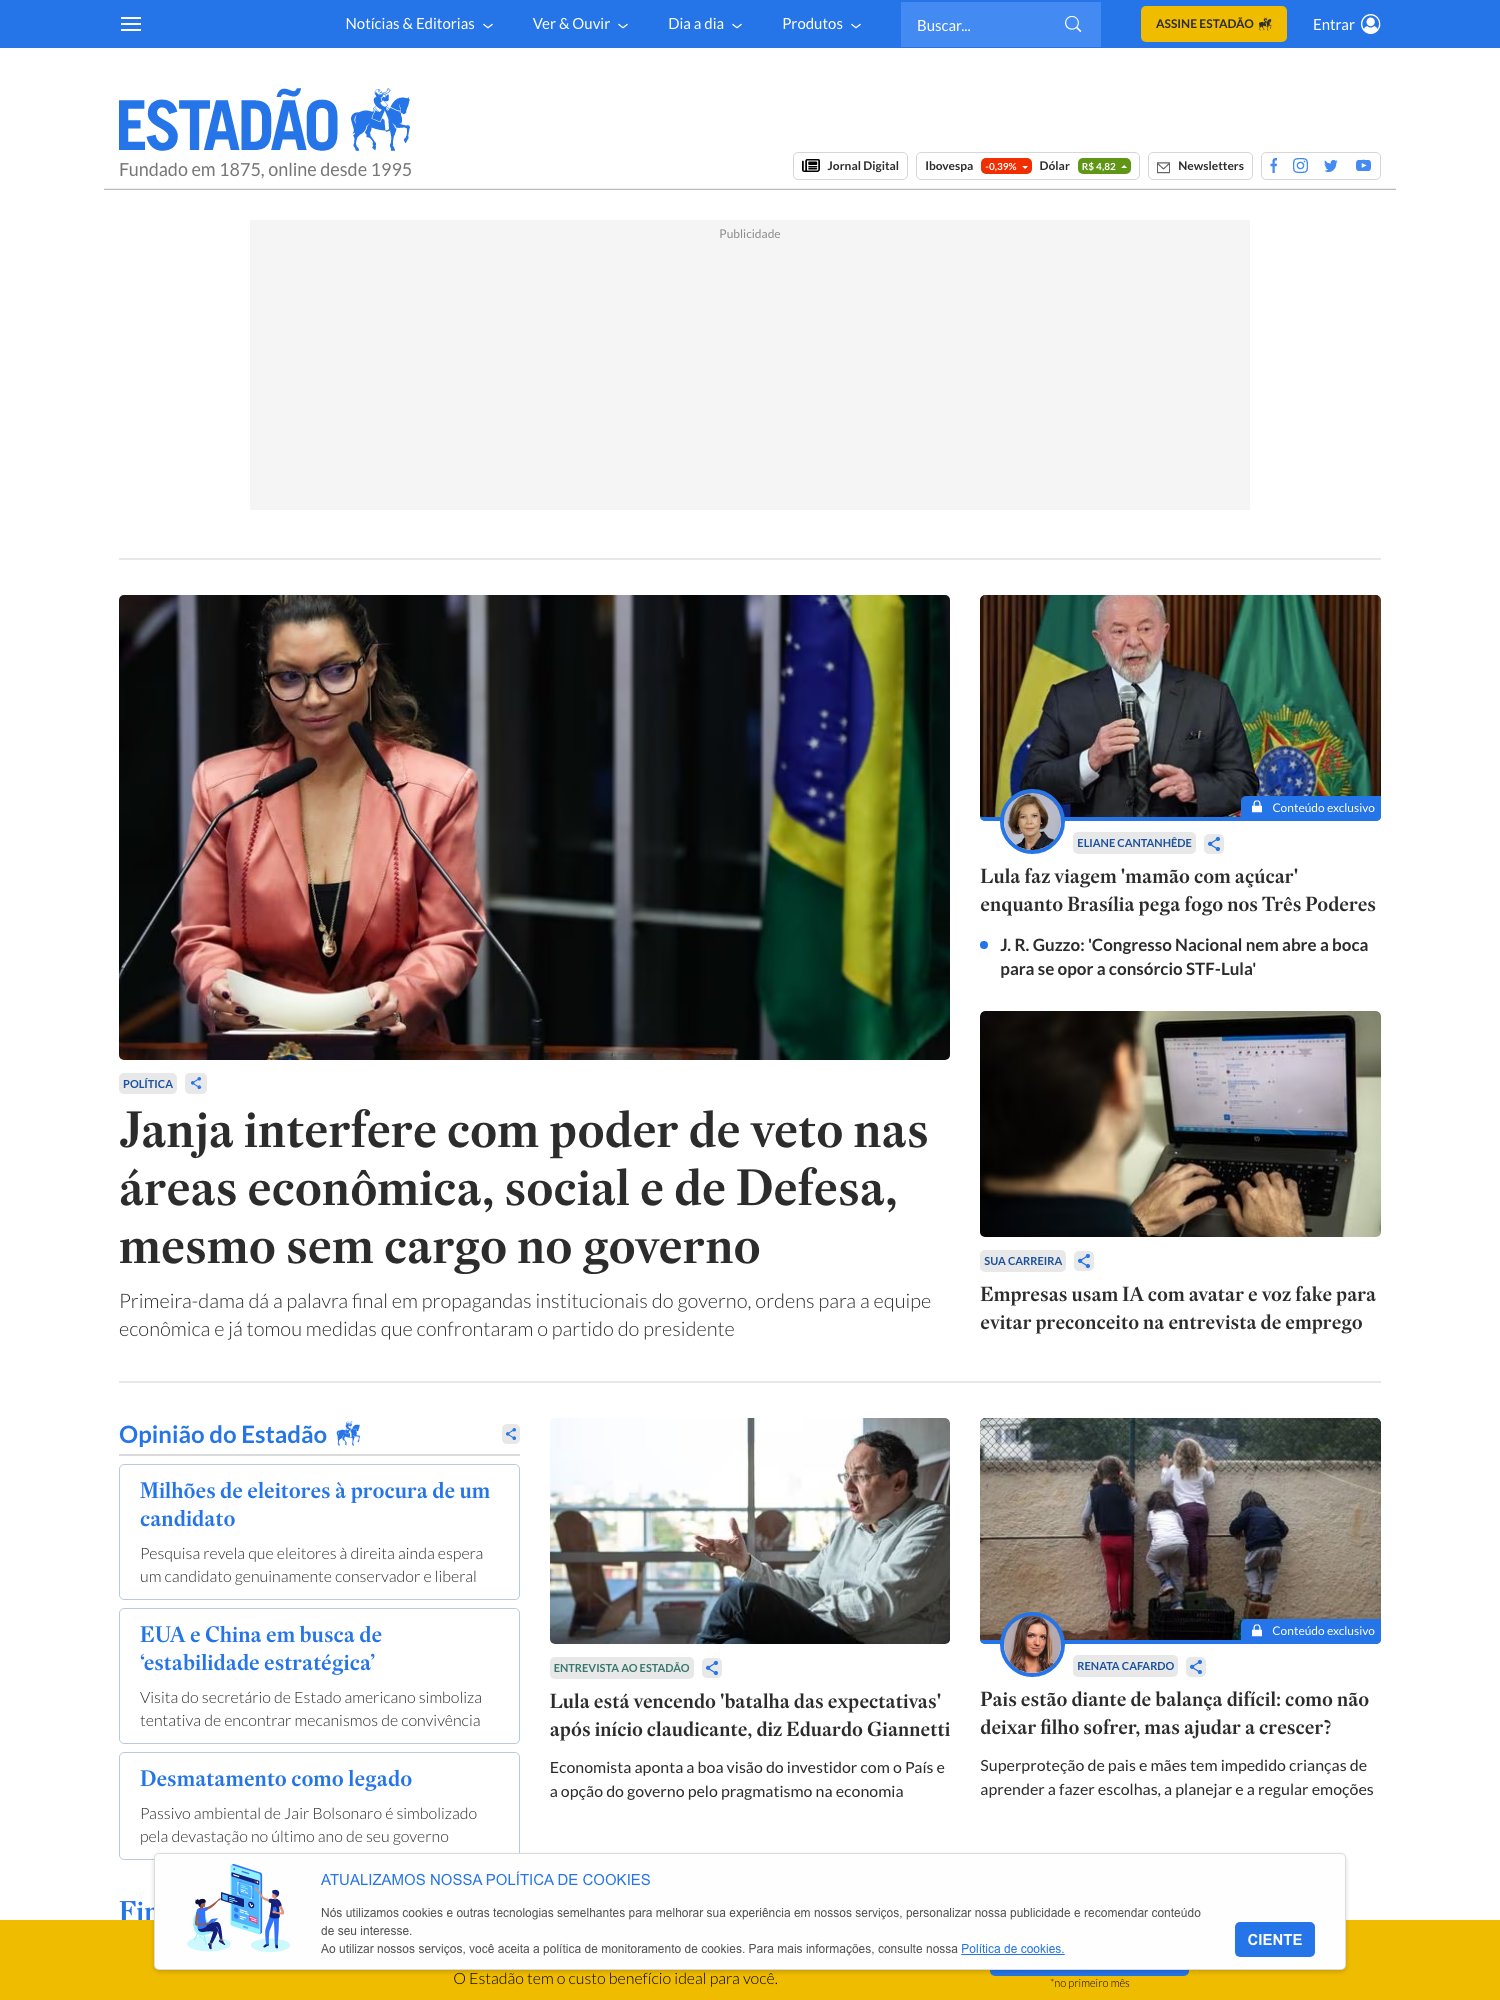 Notícias & Editorias
Ver & Ouvir
Dia a dia
Produtos
Buscar...
ASSINE ESTADÃO
Entrar
ESTADÃO
Fundado em 1875, online desde 1995
Jornal Digital
Ibovespa -0,39% Dólar R$ 4,82
Newsletters
Publicidade
POLÍTICA
Janja interfere com poder de veto nas
áreas econômica, social e de Defesa,
mesmo sem cargo no governo
Primeira-dama dá a palavra final em propagandas institucionais do governo, ordens para a equipe
econômica e já tomou medidas que confrontaram o partido do presidente
Conteúdo exclusivo
ELIANE CANTANHÊDE
Lula faz viagem 'mamão com açúcar'
enquanto Brasília pega fogo nos Três Poderes
J. R. Guzzo: 'Congresso Nacional nem abre a boca
para se opor a consórcio STF-Lula'
SUA CARREIRA
Empresas usam IA com avatar e voz fake para
evitar preconceito na entrevista de emprego
Opinião do Estadão
Milhões de eleitores à procura de um
candidato
Pesquisa revela que eleitores à direita ainda espera
um candidato genuinamente conservador e liberal
EUA e China em busca de
‘estabilidade estratégica’
Visita do secretário de Estado americano simboliza
tentativa de encontrar mecanismos de convivência
Desmatamento como legado
Passivo ambiental de Jair Bolsonaro é simbolizado
pela devastação no último ano de seu governo
ENTREVISTA AO ESTADÃO
Lula está vencendo 'batalha das expectativas'
após início claudicante, diz Eduardo Giannetti
Economista aponta a boa visão do investidor com o País e
a opção do governo pelo pragmatismo na economia
Conteúdo exclusivo
RENATA CAFARDO
Pais estão diante de balança difícil: como não
deixar filho sofrer, mas ajudar a crescer?
Superproteção de pais e mães tem impedido crianças de
aprender a fazer escolhas, a planejar e a regular emoções
ATUALIZAMOS NOSSA POLÍTICA DE COOKIES
Nós utilizamos cookies e outras tecnologias semelhantes para melhorar sua experiência em nossos serviços, personalizar nossa publicidade e recomendar conteúdo
de seu interesse.
Ao utilizar nossos serviços, você aceita a política de monitoramento de cookies. Para mais informações, consulte nossa Política de cookies.
CIENTE
O Estadão tem o custo benefício ideal para você.
*no primeiro mês